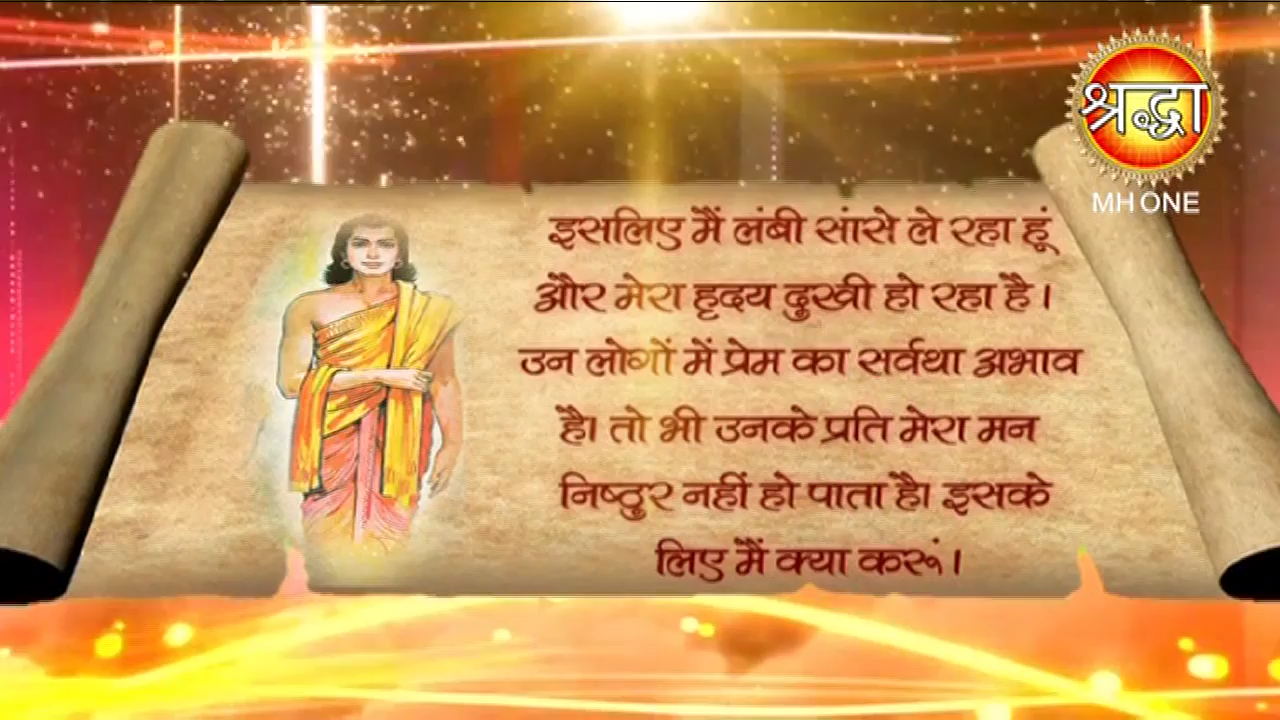 श्रद्धा
MH ONE
इसलिए मैं लंबी सांसे ले रहा हूं
और मेरा हृदय दुखी हो रहा है ।
उन लोगों में प्रेम का सर्वथा अभाव
है। तो भी उनके प्रति मेरा मन
निष्ठुर नहीं हो पाता है। इसके
लिए मैं क्या करूं ।